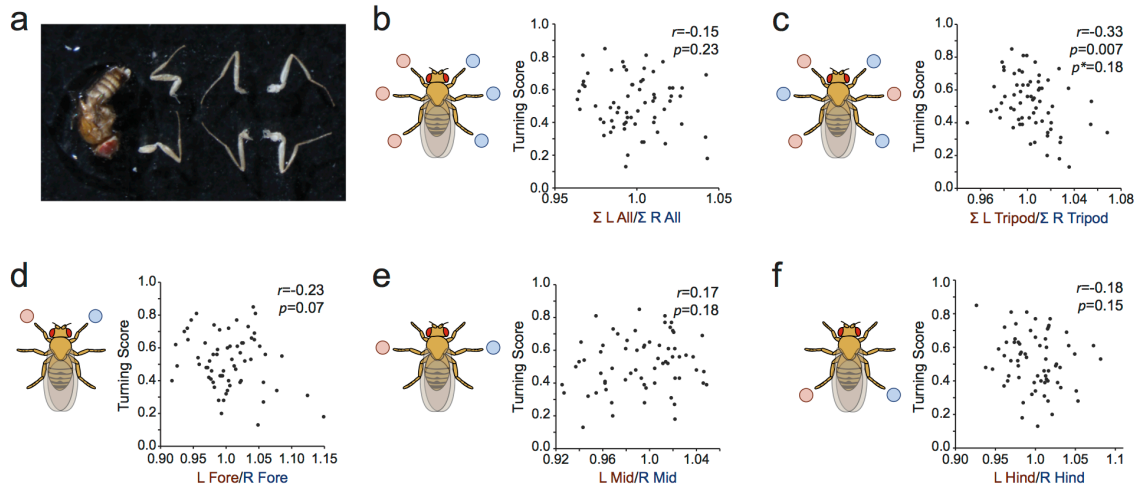 a
b
r=-0.15
p=0.23
Turning Score
1.0
0.8
0.6
0.4
0.2
0.0
0.95
1.0
1.05
Σ L All/Σ R All
c
r=-0.33
p=0.007
p*=0.18
Turning Score
1.0
0.8
0.6
0.4
0.2
0.0
0.96
1.0
1.04
1.08
Σ L Tripod/Σ R Tripod
d
r=-0.23
p=0.07
Turning Score
1.0
0.8
0.6
0.4
0.2
0.0
0.90
0.95
1.0
1.05
1.10
1.15
L Fore/R Fore
e
r=0.17
p=0.18
Turning Score
1.0
0.8
0.6
0.4
0.2
0.0
0.92
0.96
1.0
1.04
L Mid/R Mid
f
r=-0.18
p=0.15
Turning Score
1.0
0.8
0.6
0.4
0.2
0.0
0.90
0.95
1.0
1.05
1.1
L Hind/R Hind